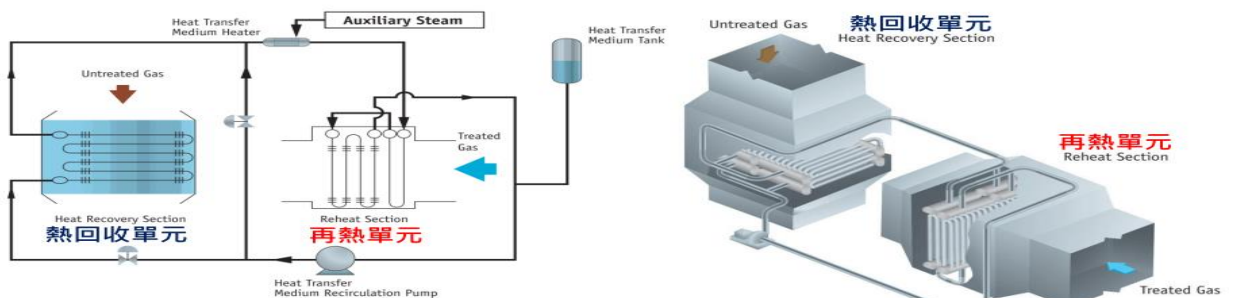 Heat Transfer
Medium Heater
Auxiliary Steam
Heat Transfer
Medium Tank
Untreated Gas
Treated
Gas
Heat Recovery Section
熱回收單元
Reheat Section
再熱單元
Heat Transfer
Medium Recirculation Pump
Untreated Gas
熱回收單元
Heat Recovery Section
再熱單元
Reheat Section
Treated Gas